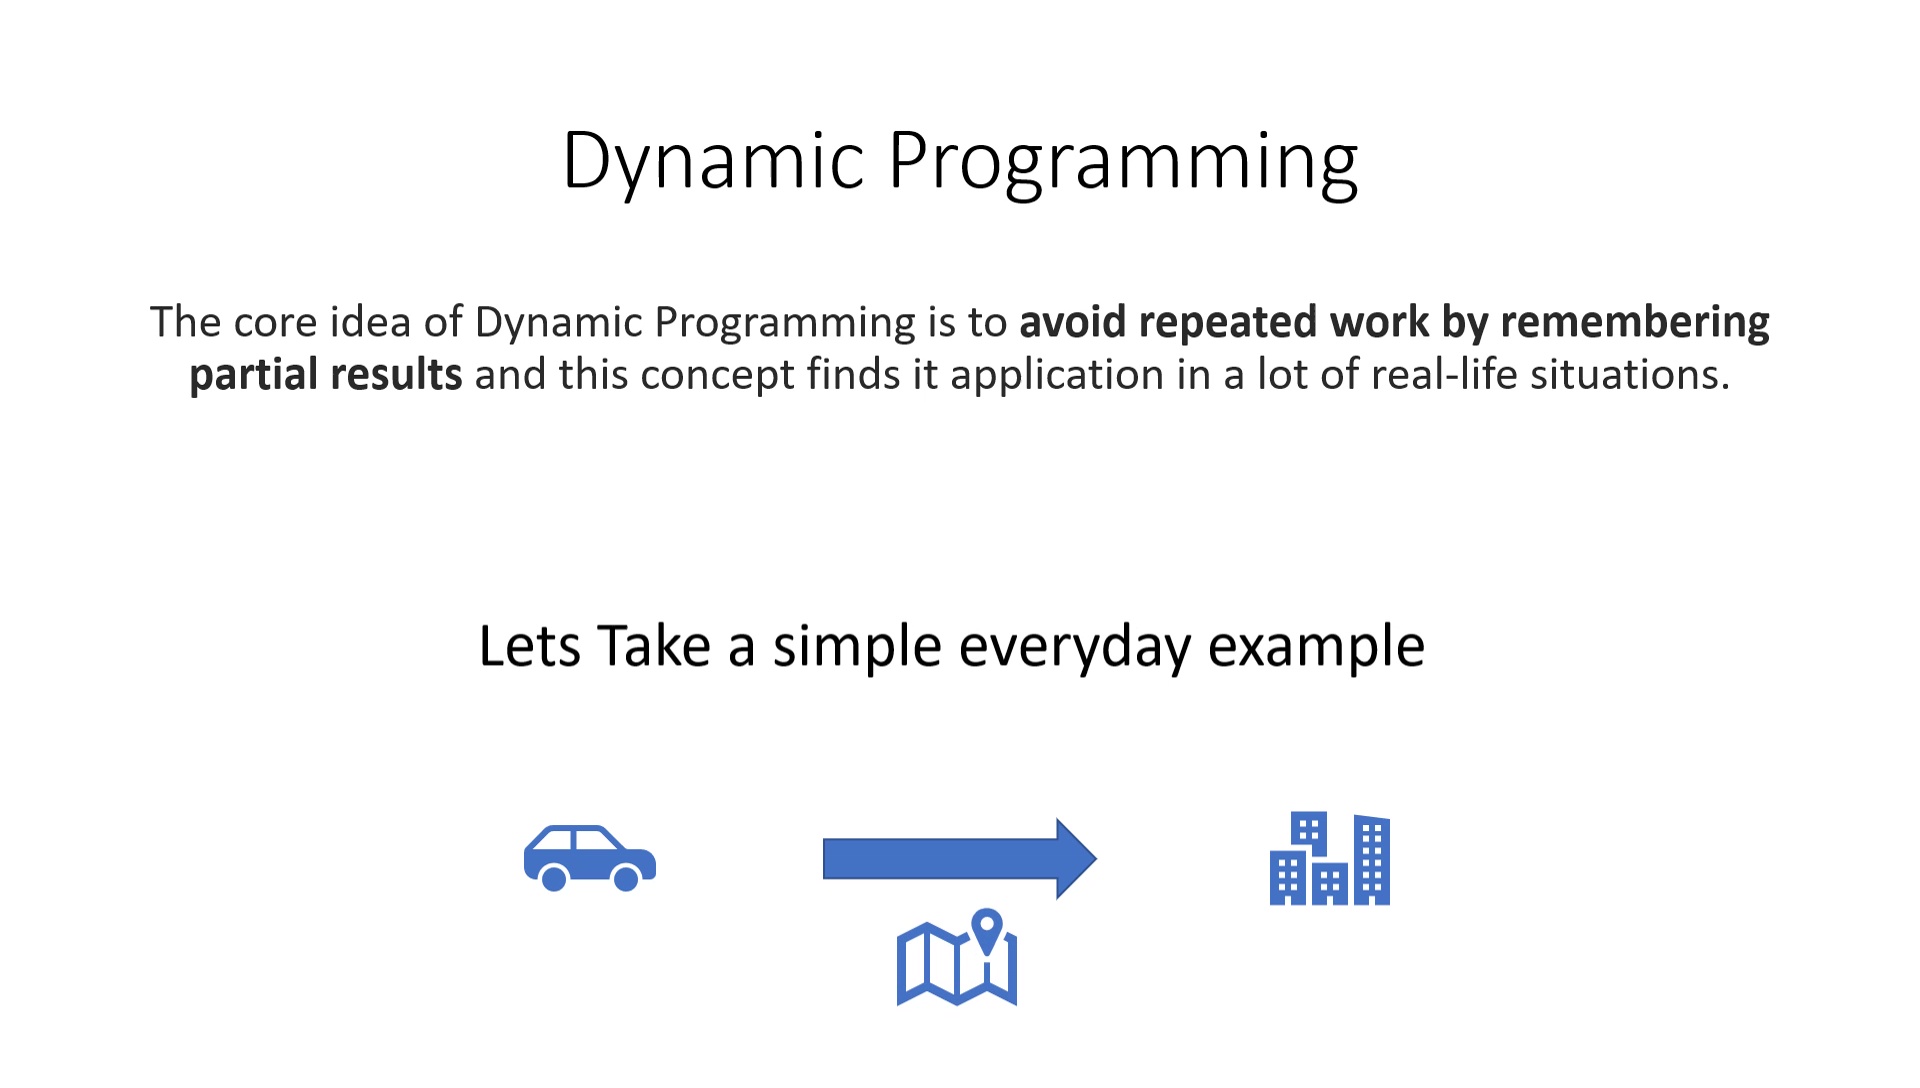 Dynamic Programming
The core idea of Dynamic Programming is to avoid repeated work by remembering
partial results and this concept finds it application in a lot of real-life situations.
Lets Take a simple everyday example